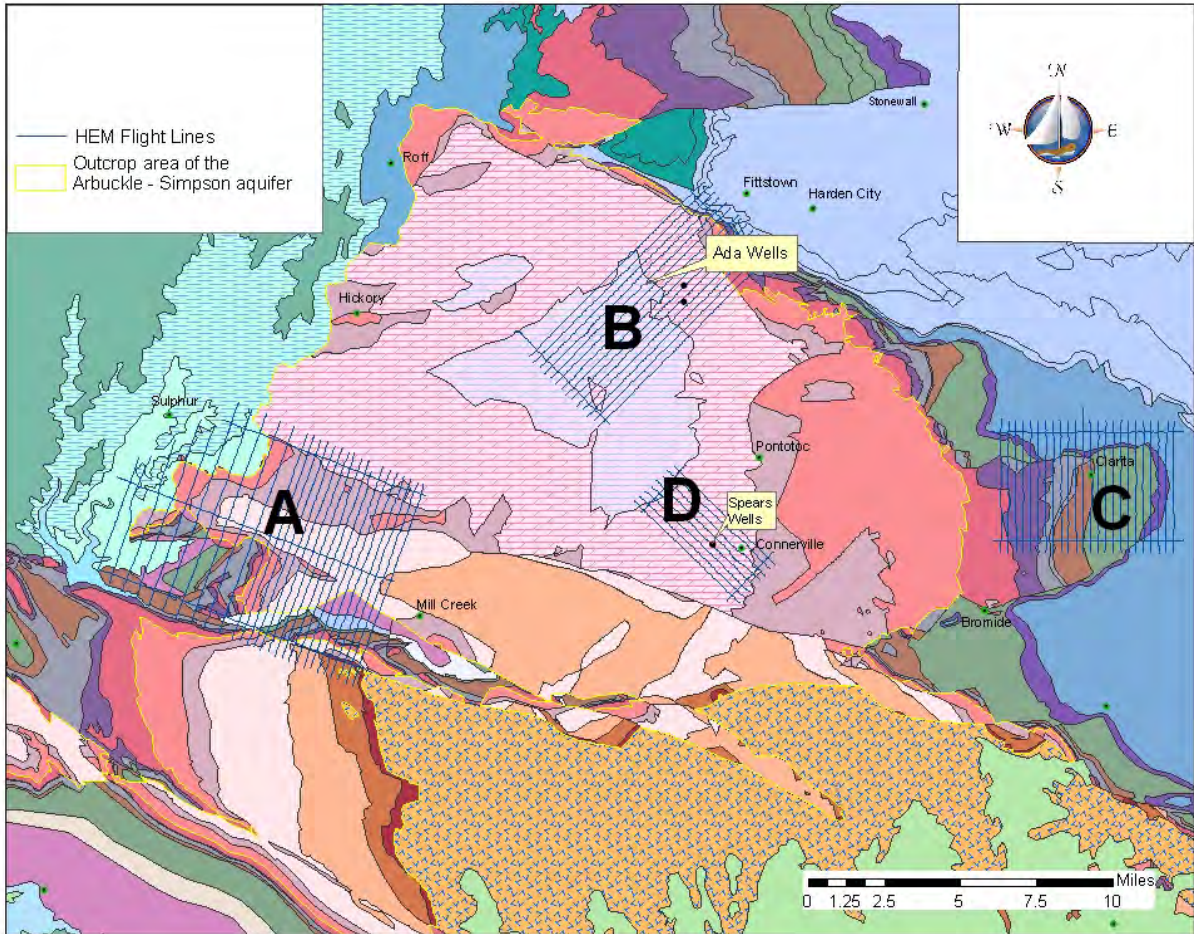 HEM Flight Lines
Outcrop area of the
Arbuckle - Simpson aquifer
N
W
E
S
Stonewall
Roff
Fittstown
Harden City
Ada Wells
Hickory
B
Sulphur
Pontotoc
Clarita
A
D
Spears
Wells
C
Connerville
Mill Creek
Bromide
Miles
0 1.25 2.5 5 7.5 10